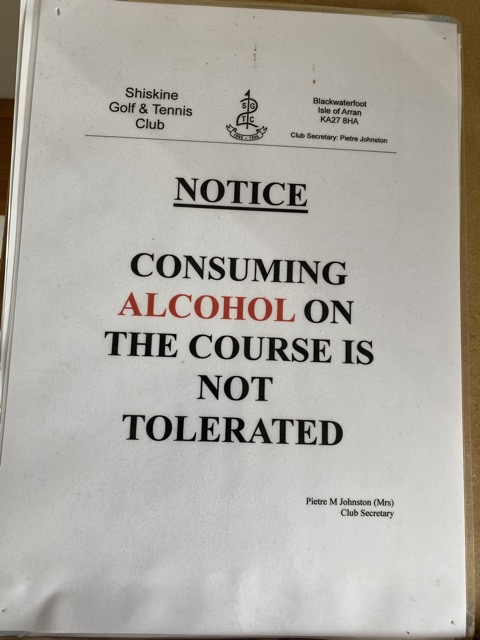 Shiskine
Golf & Tennis
Club
S G
T C
Blackwaterfoot
Isle of Arran
KA27 8HA
Club Secretary: Pietre Johnston
NOTICE
CONSUMING
ALCOHOL ON
THE COURSE IS
NOT
TOLERATED
Pietre M Johnston (Mrs)
Club Secretary